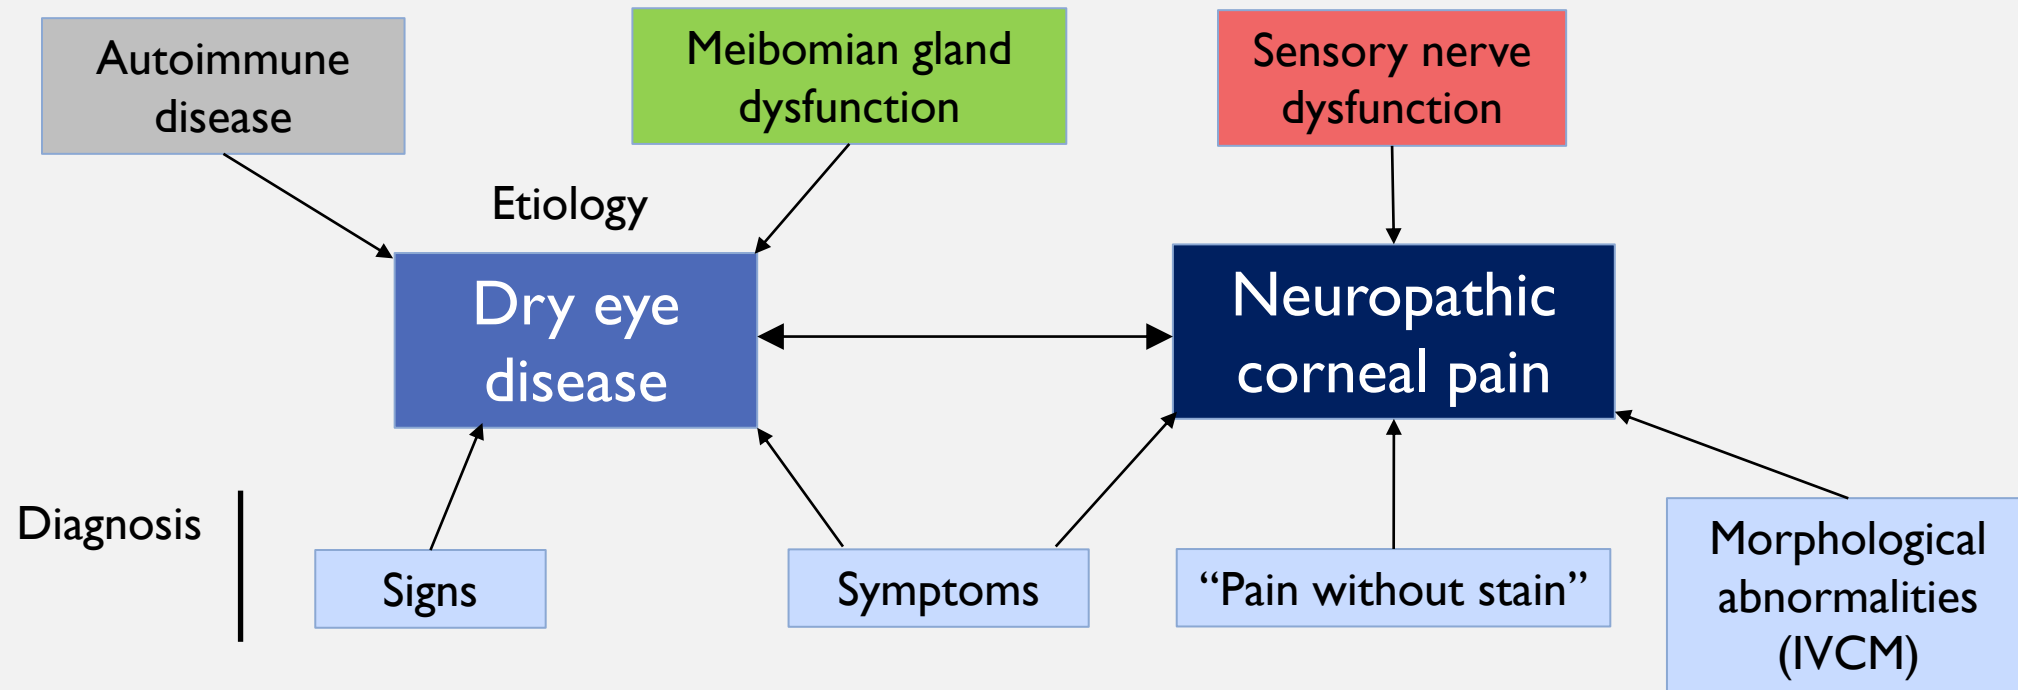 Autoimmune
disease
Meibomian gland
dysfunction
Sensory nerve
dysfunction
Etiology
Dry eye
disease
Neuropathic
corneal pain
Diagnosis
Signs
Symptoms
“Pain without stain”
Morphological
abnormalities
(IVCM)